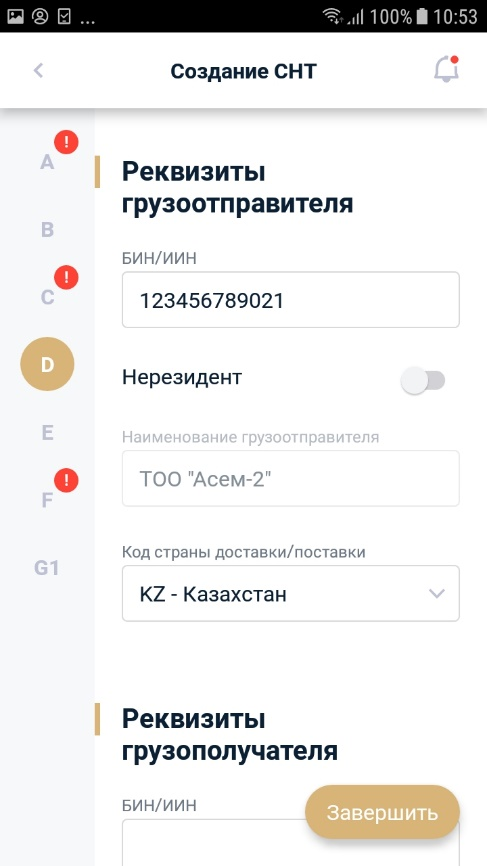 ... 100% 10:53
Создание СНТ
A !
B
C !
D
E
F !
G1
Реквизиты
грузоотправителя
БИН/ИИН
123456789021
Нерезидент
Наименование грузоотправителя
ТОО "Асем-2"
Код страны доставки/поставки
KZ - Казахстан
Реквизиты
грузополучателя
БИН/ИИН
Завершить